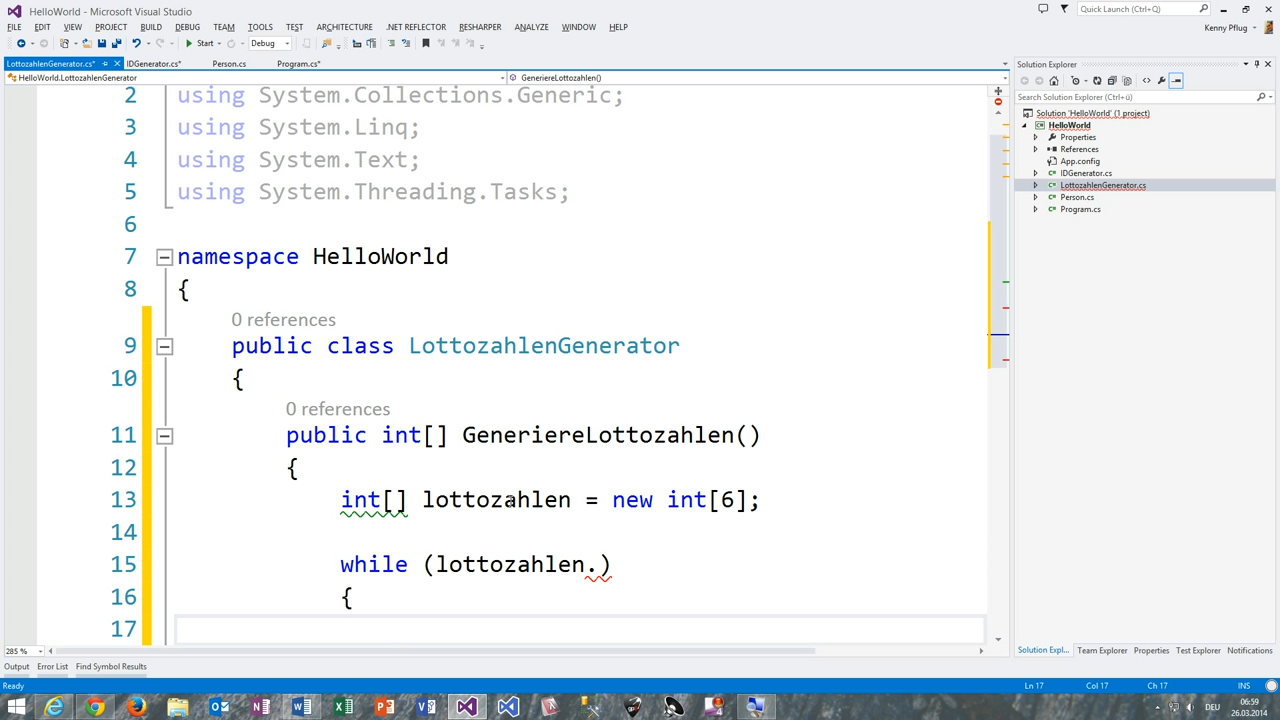 HelloWorld - Microsoft Visual Studio
Quick Launch (Ctrl+Q)
FILE EDIT VIEW PROJECT BUILD DEBUG TEAM TOOLS TEST ARCHITECTURE .NET REFLECTOR RESHARPER ANALYZE WINDOW HELP
Kenny Pflug
Start Debug
LottozahlenGenerator.cs* IDGenerator.cs* Person.cs Program.cs*
HelloWorld.LottozahlenGenerator GeneriereLottozahlen()
2 using System.Collections.Generic;
3 using System.Linq;
4 using System.Text;
5 using System.Threading.Tasks;
6
7 namespace HelloWorld
8 {
0 references
9 public class LottozahlenGenerator
10 {
0 references
11 public int[] GeneriereLottozahlen()
12 {
13 int[] lottozahlen = new int[6];
14
15 while (lottozahlen.)
16 {
17
285 %
Solution Explorer
Search Solution Explorer (Ctrl+ü)
Solution 'HelloWorld' (1 project)
HelloWorld
Properties
References
App.config
IDGenerator.cs
LottozahlenGenerator.cs
Person.cs
Program.cs
Solution Expl... Team Explorer Properties Test Explorer Notifications
Output Error List Find Symbol Results
Ready Ln 17 Col 17 Ch 17 INS
DEU
06:59
26.03.2014